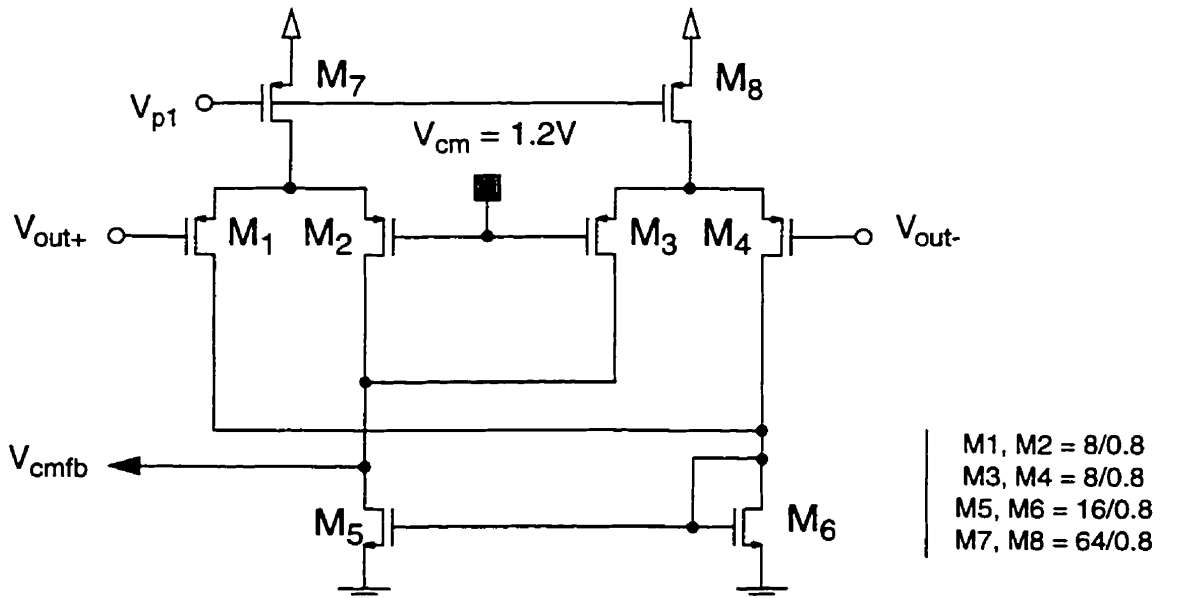 M7
M8
Vp1
Vcm = 1.2V
Vout+
M1
M2
M3
M4
Vout-
Vcmfb
M5
M6
M1, M2 = 8/0.8
M3, M4 = 8/0.8
M5, M6 = 16/0.8
M7, M8 = 64/0.8